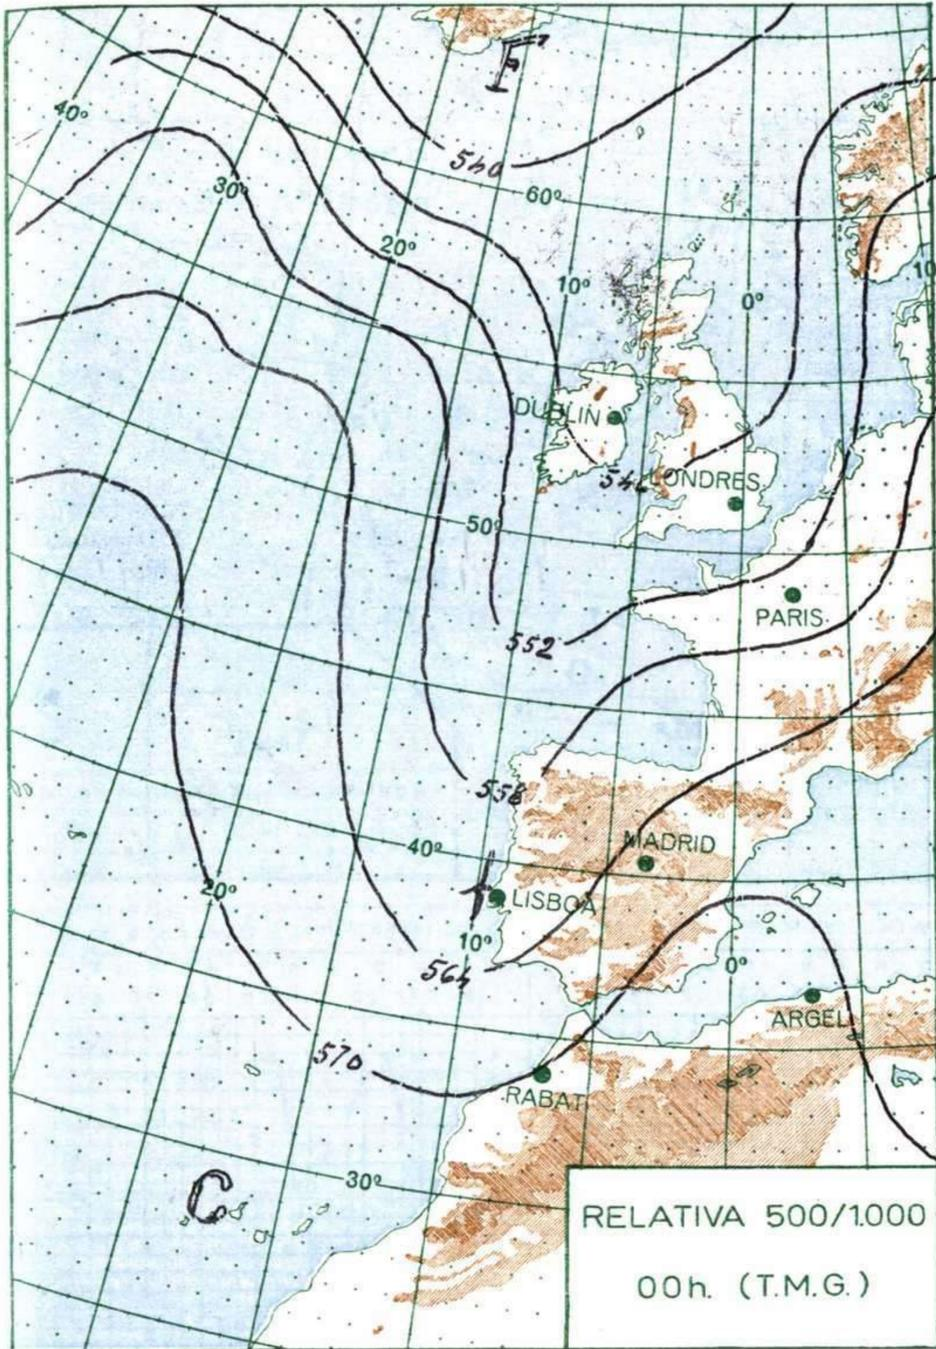 F
40°
540
60°
30°
20°
10°
0°
10
DUBLIN
546
LONDRES
50°
PARIS
552
558
MADRID
40°
20°
f
LISBOA
10°
564
0°
ARGEL
570
RABAT
30°
C
RELATIVA 500/1.000
00h. (T.M.G.)